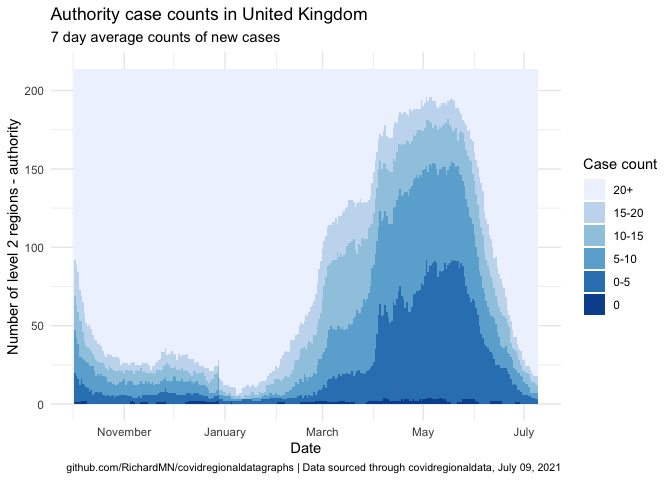 Authority case counts in United Kingdom
7 day average counts of new cases
Number of level 2 regions - authority
200
150
100
50
0
November
January
March
May
July
Date
Case count
20+
15-20
10-15
5-10
0-5
0
github.com/RichardMN/covidregionaldatagraphs | Data sourced through covidregionaldata, July 09, 2021